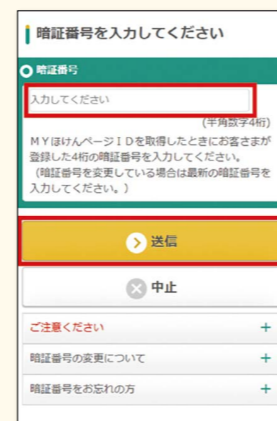 暗証番号を入力してください
暗証番号
入力してください
(半角数字4桁)
MYほけんページIDを取得したときにお客さまが
登録した4桁の暗証番号を入力してください。
(暗証番号を変更している場合は最新の暗証番号を
入力してください。)
送信
中止
ご注意ください
暗証番号の変更について
暗証番号をお忘れの方